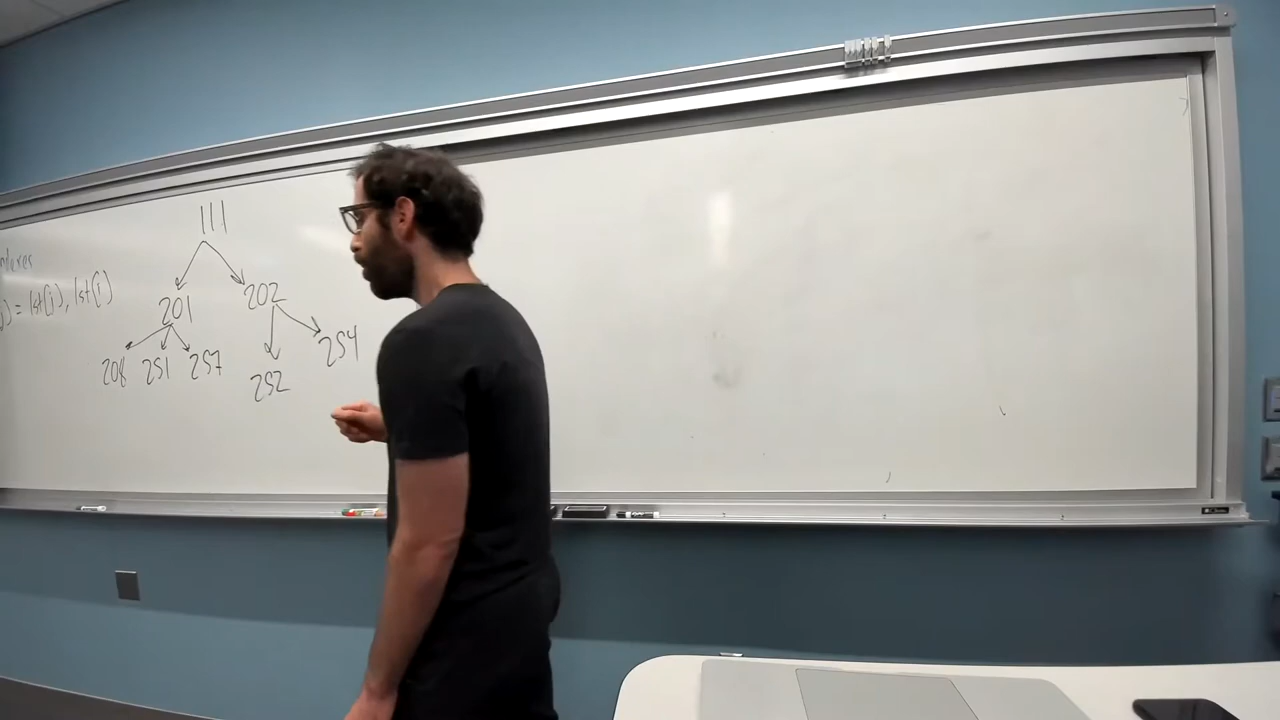 111
201 202
208 251 257 252 254
ndexes
j) = lst[j], lst[i]